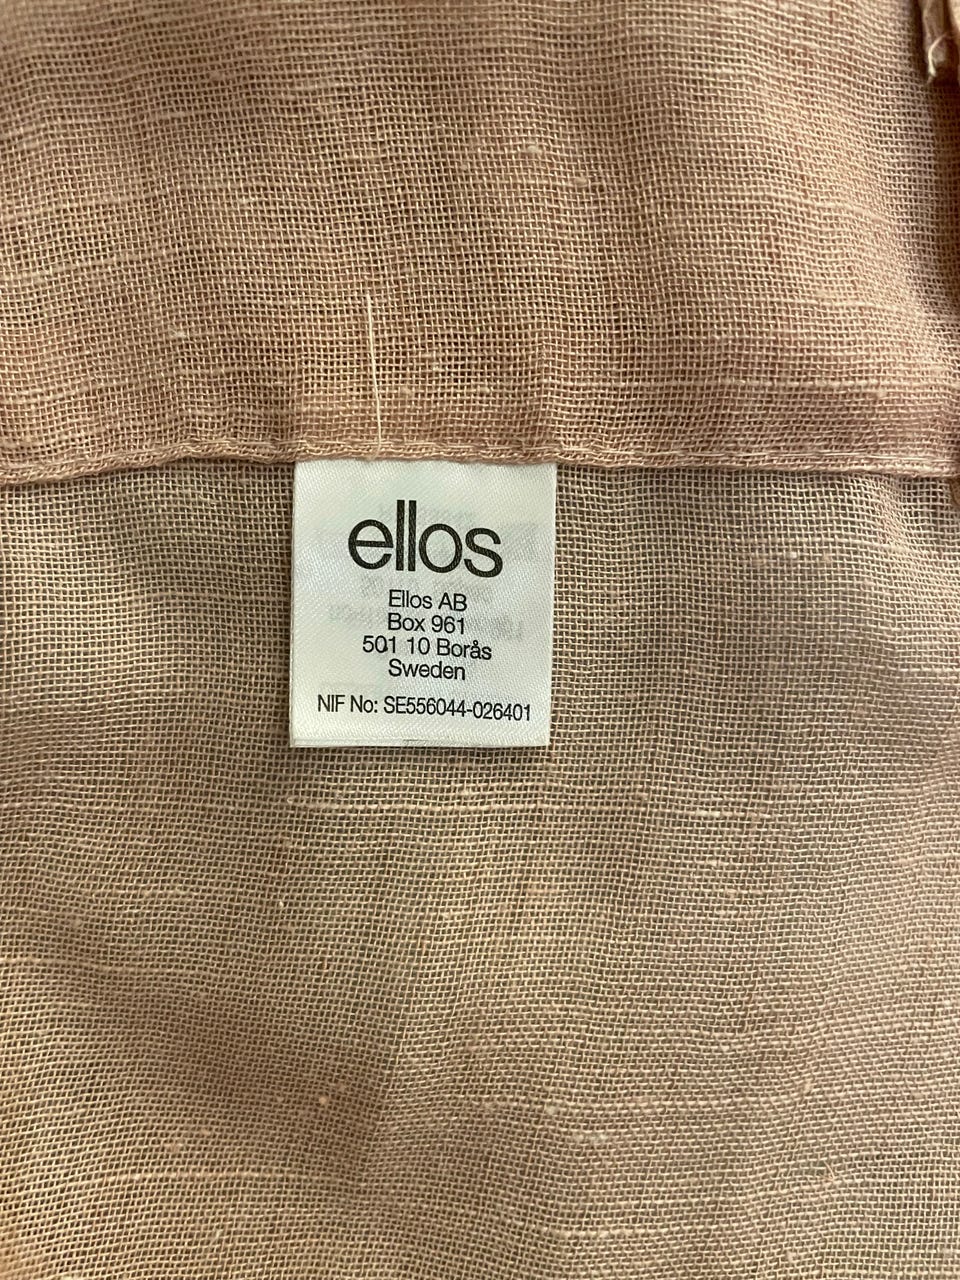 ellos
Ellos AB
Box 961
501 10 Borås
Sweden
NIF No: SE556044-026401